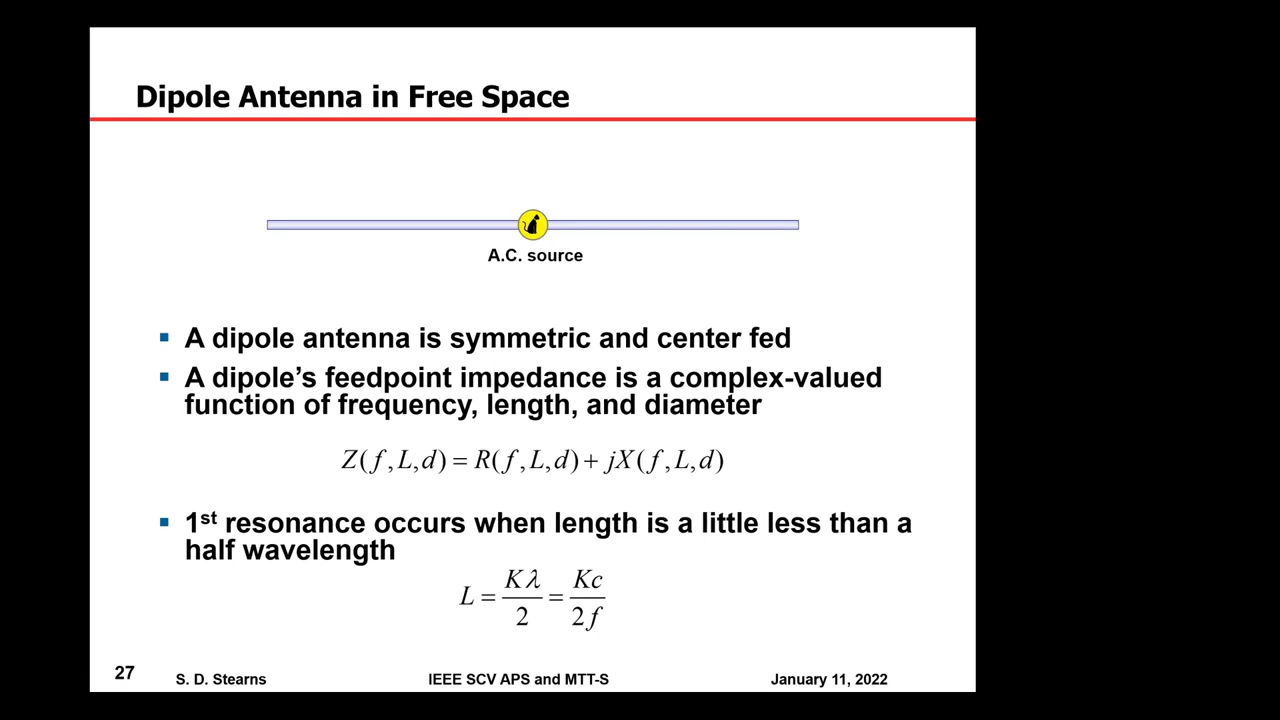 Dipole Antenna in Free Space
A.C. source
▪ A dipole antenna is symmetric and center fed
▪ A dipole’s feedpoint impedance is a complex-valued
function of frequency, length, and diameter
Z(f,L,d) = R(f,L,d) + jX(f,L,d)
▪ 1st resonance occurs when length is a little less than a
half wavelength
L = Kλ/2 = Kc/2f
27 S. D. Stearns IEEE SCV APS and MTT-S January 11, 2022